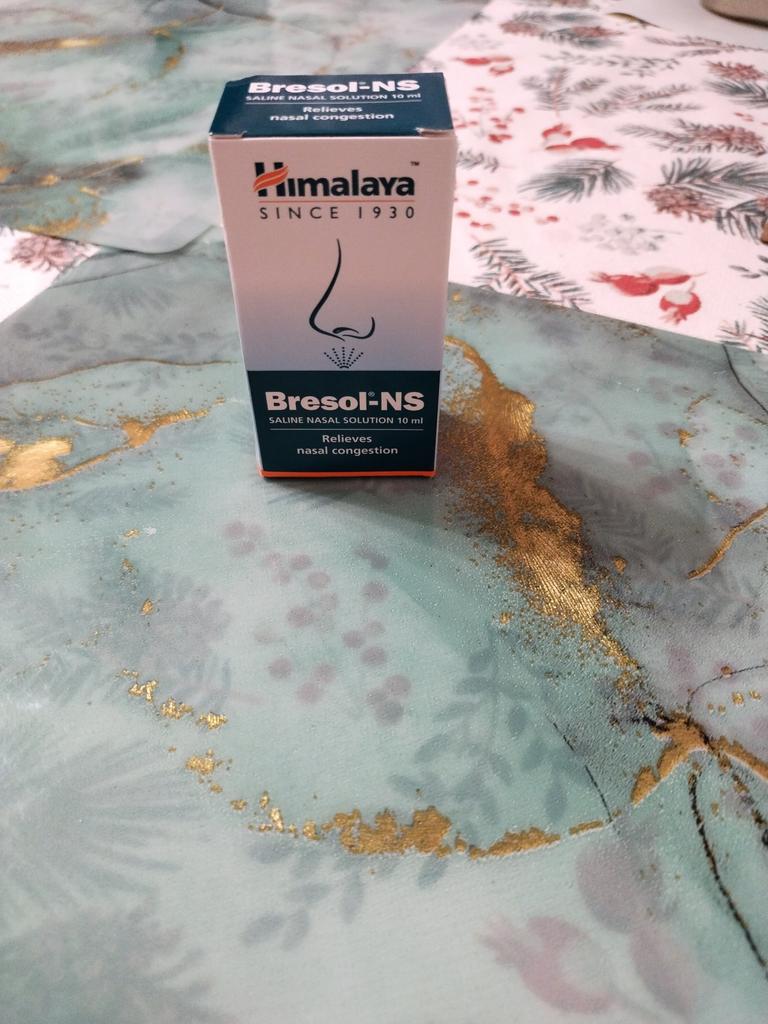 Bresol®-NS
SALINE NASAL SOLUTION 10 ml
Relieves
nasal congestion
Himalaya™
SINCE 1930
Bresol®-NS
SALINE NASAL SOLUTION 10 ml
Relieves
nasal congestion